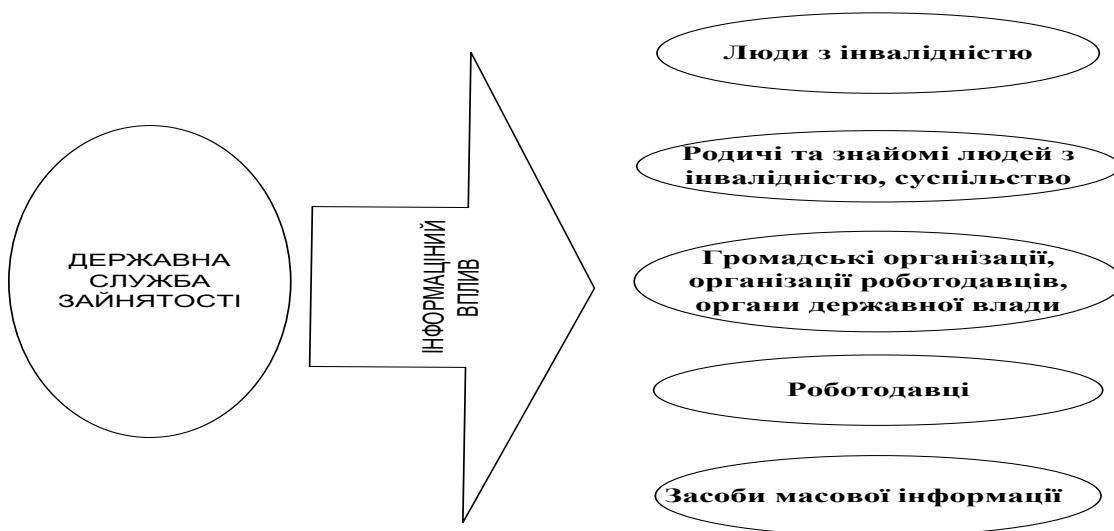 ДЕРЖАВНА
СЛУЖБА
ЗАЙНЯТОСТІ
ІНФОРМАЦІНИЙ
ВПЛИВ
Люди з інвалідністю
Родичі та знайомі людей з
інвалідністю, суспільство
Громадські організації,
організації роботодавців,
органи державної влади
Роботодавці
Засоби масової інформації